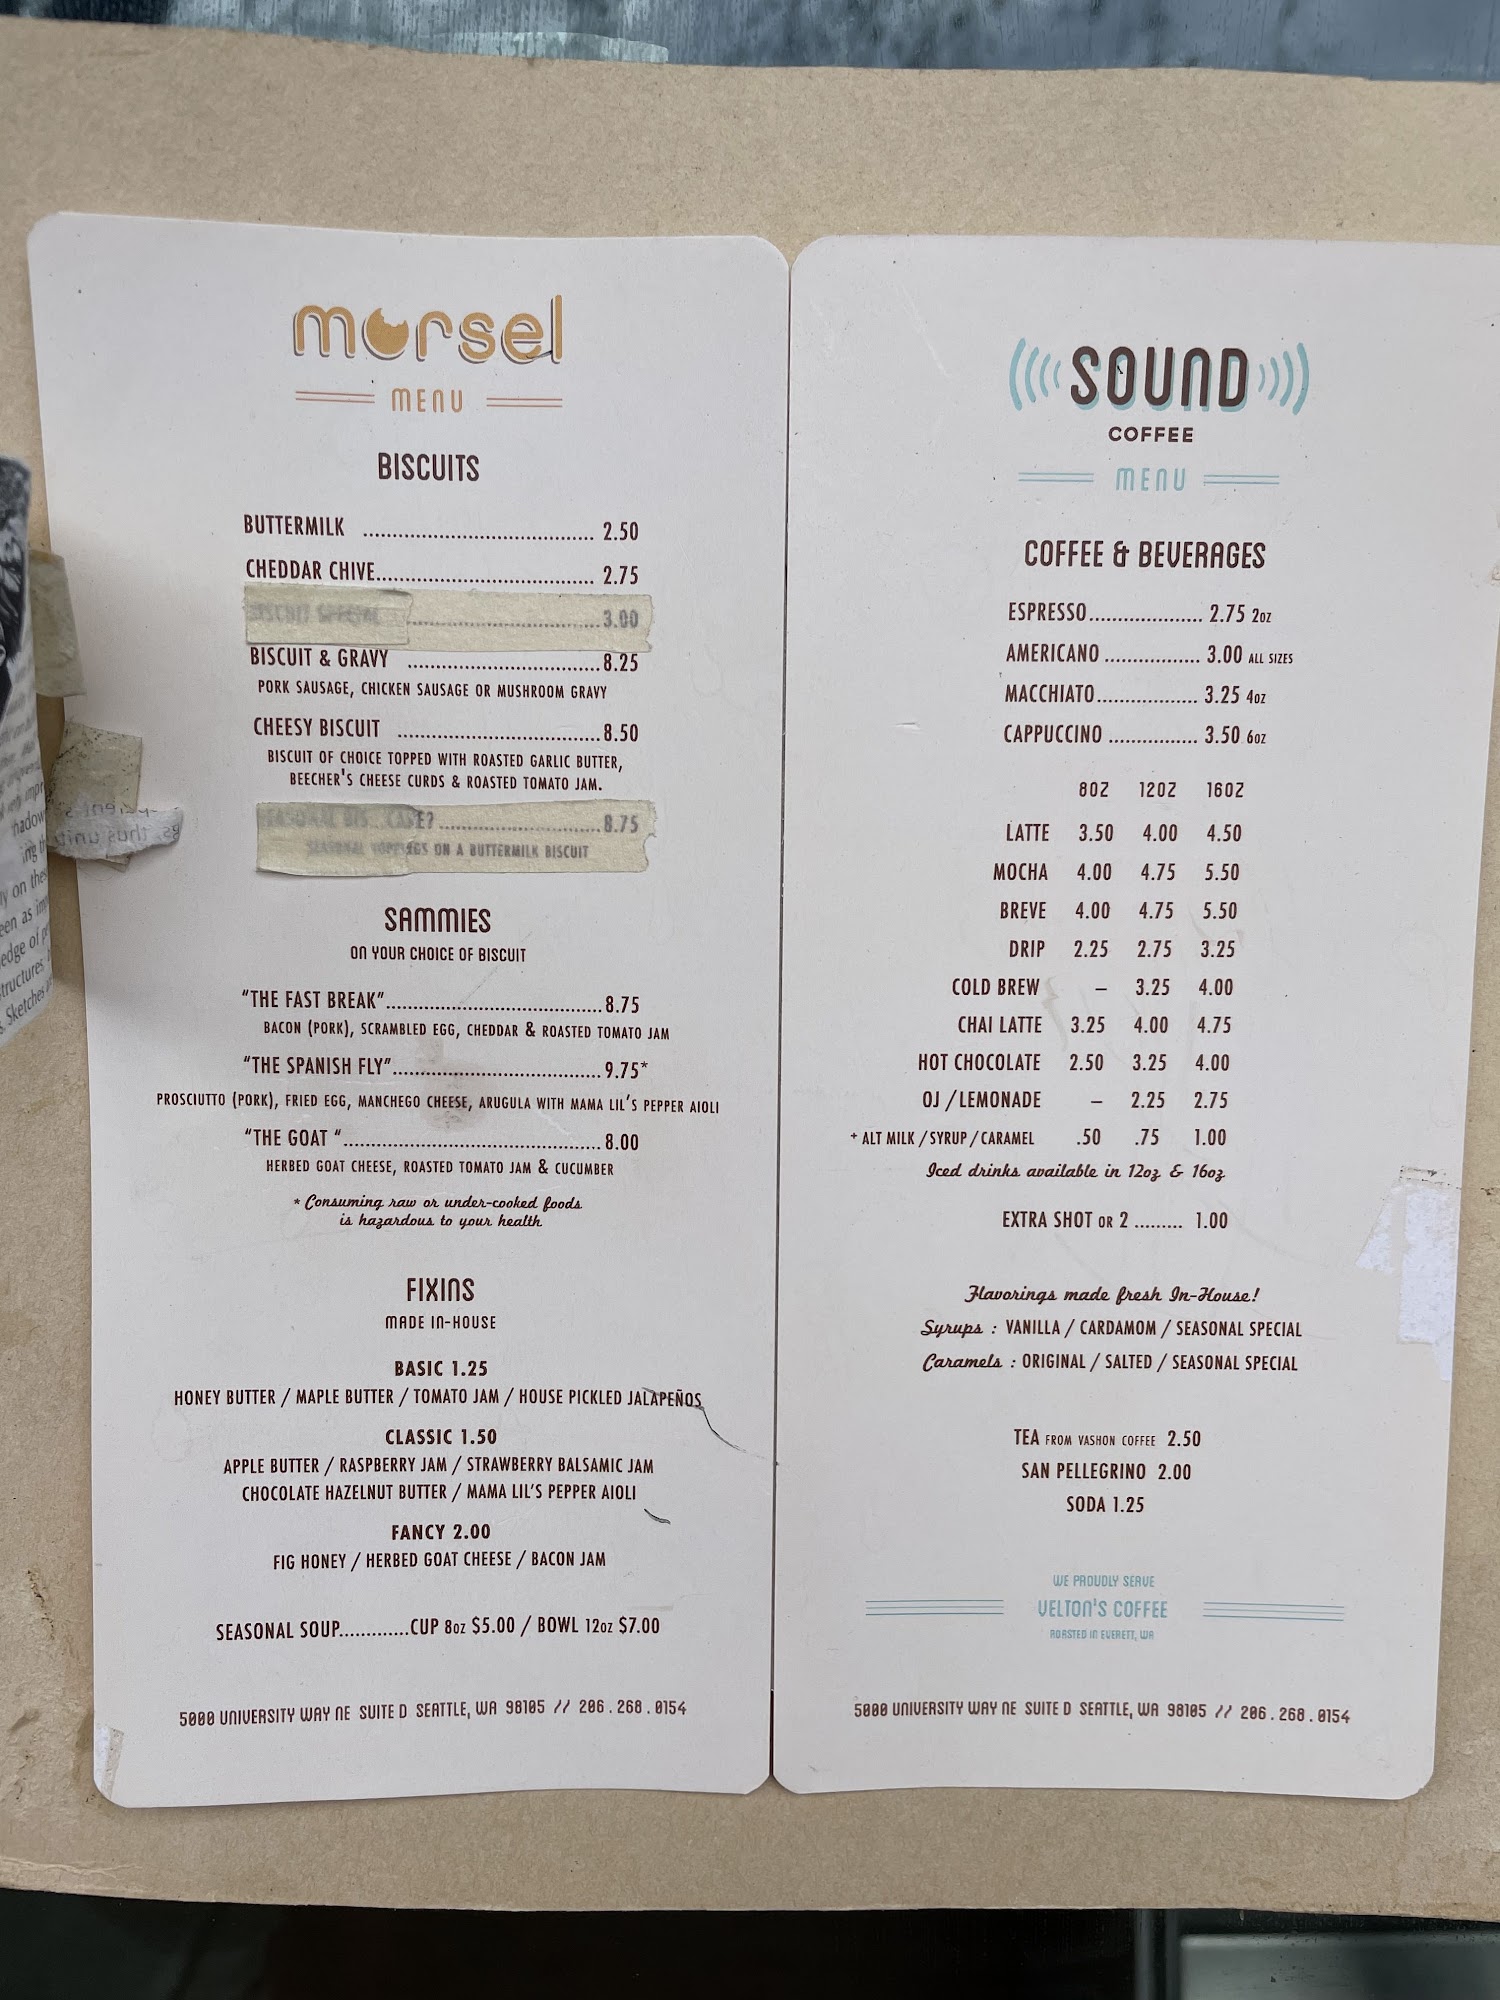 morsel
MENU
BISCUITS
BUTTERMILK ........ 2.50
CHEDDAR CHIVE........ 2.75
BISCUIT SPECIAL ........3.00
BISCUIT & GRAVY ........8.25
PORK SAUSAGE, CHICKEN SAUSAGE OR MUSHROOM GRAVY
CHEESY BISCUIT ........8.50
BISCUIT OF CHOICE TOPPED WITH ROASTED GARLIC BUTTER,
BEECHER'S CHEESE CURDS & ROASTED TOMATO JAM.
SEASONAL ........8.75
SEASONAL TOPPINGS ON A BUTTERMILK BISCUIT
SAMMIES
ON YOUR CHOICE OF BISCUIT
"THE FAST BREAK"........8.75
BACON (PORK), SCRAMBLED EGG, CHEDDAR & ROASTED TOMATO JAM
"THE SPANISH FLY"........9.75*
PROSCIUTTO (PORK), FRIED EGG, MANCHEGO CHEESE, ARUGULA WITH MAMA LIL'S PEPPER AIOLI
"THE GOAT "........8.00
HERBED GOAT CHEESE, ROASTED TOMATO JAM & CUCUMBER
* Consuming raw or under-cooked foods
is hazardous to your health
FIXINS
MADE IN-HOUSE
BASIC 1.25
HONEY BUTTER / MAPLE BUTTER / TOMATO JAM / HOUSE PICKLED JALAPEÑOS
CLASSIC 1.50
APPLE BUTTER / RASPBERRY JAM / STRAWBERRY BALSAMIC JAM
CHOCOLATE HAZELNUT BUTTER / MAMA LIL'S PEPPER AIOLI
FANCY 2.00
FIG HONEY / HERBED GOAT CHEESE / BACON JAM
SEASONAL SOUP............CUP 8oz $5.00 / BOWL 12oz $7.00
5000 UNIVERSITY WAY NE SUITE D SEATTLE, WA 98105 // 206.268.0154
SOUND
COFFEE
MENU
COFFEE & BEVERAGES
ESPRESSO........ 2.75 2oz
AMERICANO ........ 3.00 ALL SIZES
MACCHIATO........ 3.25 4oz
CAPPUCCINO ........ 3.50 6oz
8OZ 12OZ 16OZ
LATTE 3.50 4.00 4.50
MOCHA 4.00 4.75 5.50
BREVE 4.00 4.75 5.50
DRIP 2.25 2.75 3.25
COLD BREW – 3.25 4.00
CHAI LATTE 3.25 4.00 4.75
HOT CHOCOLATE 2.50 3.25 4.00
OJ / LEMONADE – 2.25 2.75
+ ALT MILK / SYRUP / CARAMEL .50 .75 1.00
Iced drinks available in 12oz & 16oz
EXTRA SHOT OR 2 ......... 1.00
Flavorings made fresh In-House!
Syrups : VANILLA / CARDAMOM / SEASONAL SPECIAL
Caramels : ORIGINAL / SALTED / SEASONAL SPECIAL
TEA FROM VASHON COFFEE 2.50
SAN PELLEGRINO 2.00
SODA 1.25
WE PROUDLY SERVE
VELTON'S COFFEE
ROASTED IN EVERETT, WA
5000 UNIVERSITY WAY NE SUITE D SEATTLE, WA 98105 // 206.268.0154